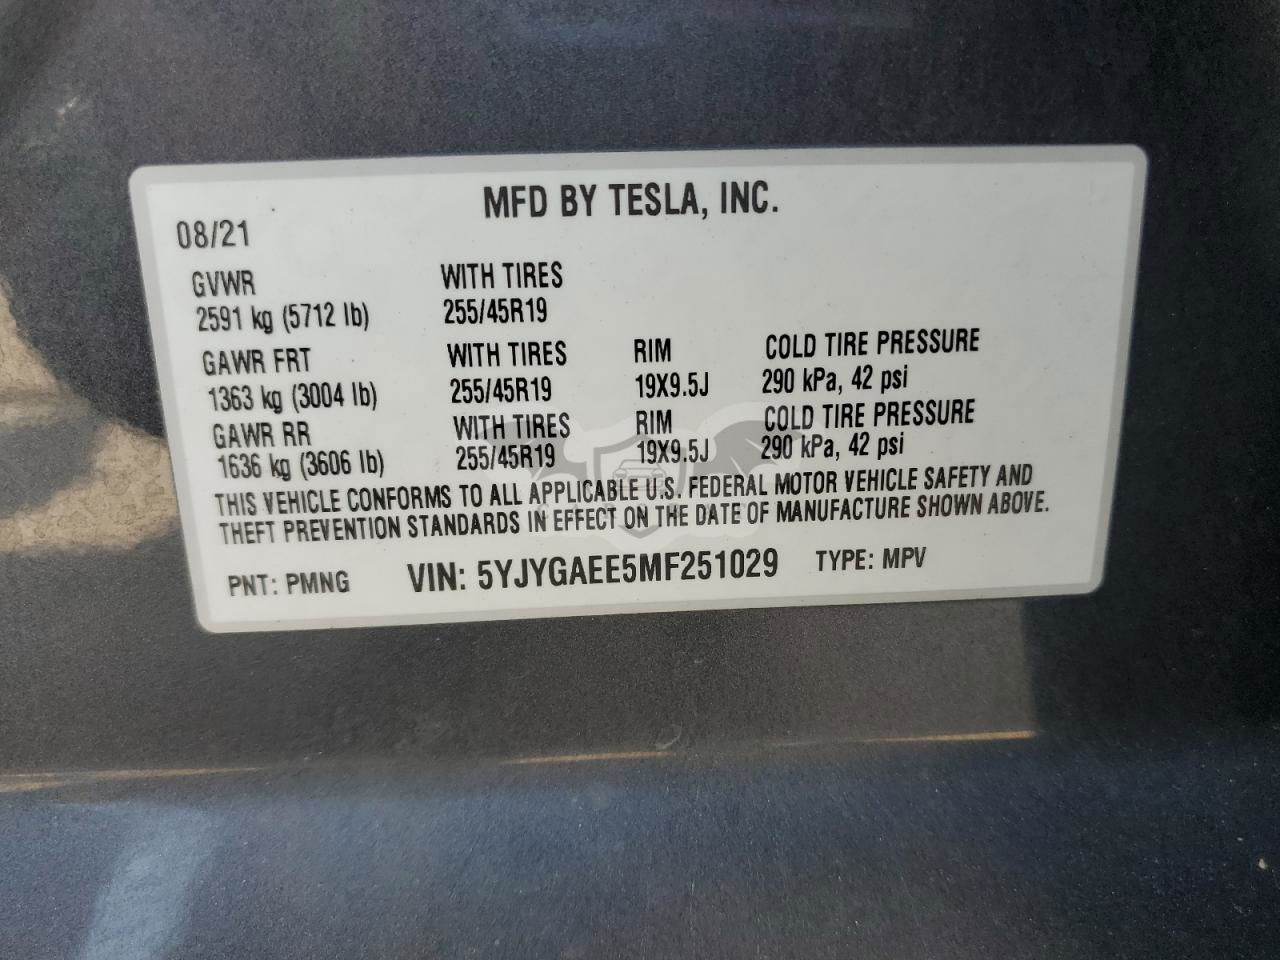 MFD BY TESLA, INC.
08/21
GVWR WITH TIRES
2591 kg (5712 lb) 255/45R19
GAWR FRT WITH TIRES RIM COLD TIRE PRESSURE
1363 kg (3004 lb) 255/45R19 19X9.5J 290 kPa, 42 psi
GAWR RR WITH TIRES RIM COLD TIRE PRESSURE
1636 kg (3606 lb) 255/45R19 19X9.5J 290 kPa, 42 psi
THIS VEHICLE CONFORMS TO ALL APPLICABLE U.S. FEDERAL MOTOR VEHICLE SAFETY AND
THEFT PREVENTION STANDARDS IN EFFECT ON THE DATE OF MANUFACTURE SHOWN ABOVE.
PNT: PMNG VIN: 5YJYGAEE5MF251029 TYPE: MPV